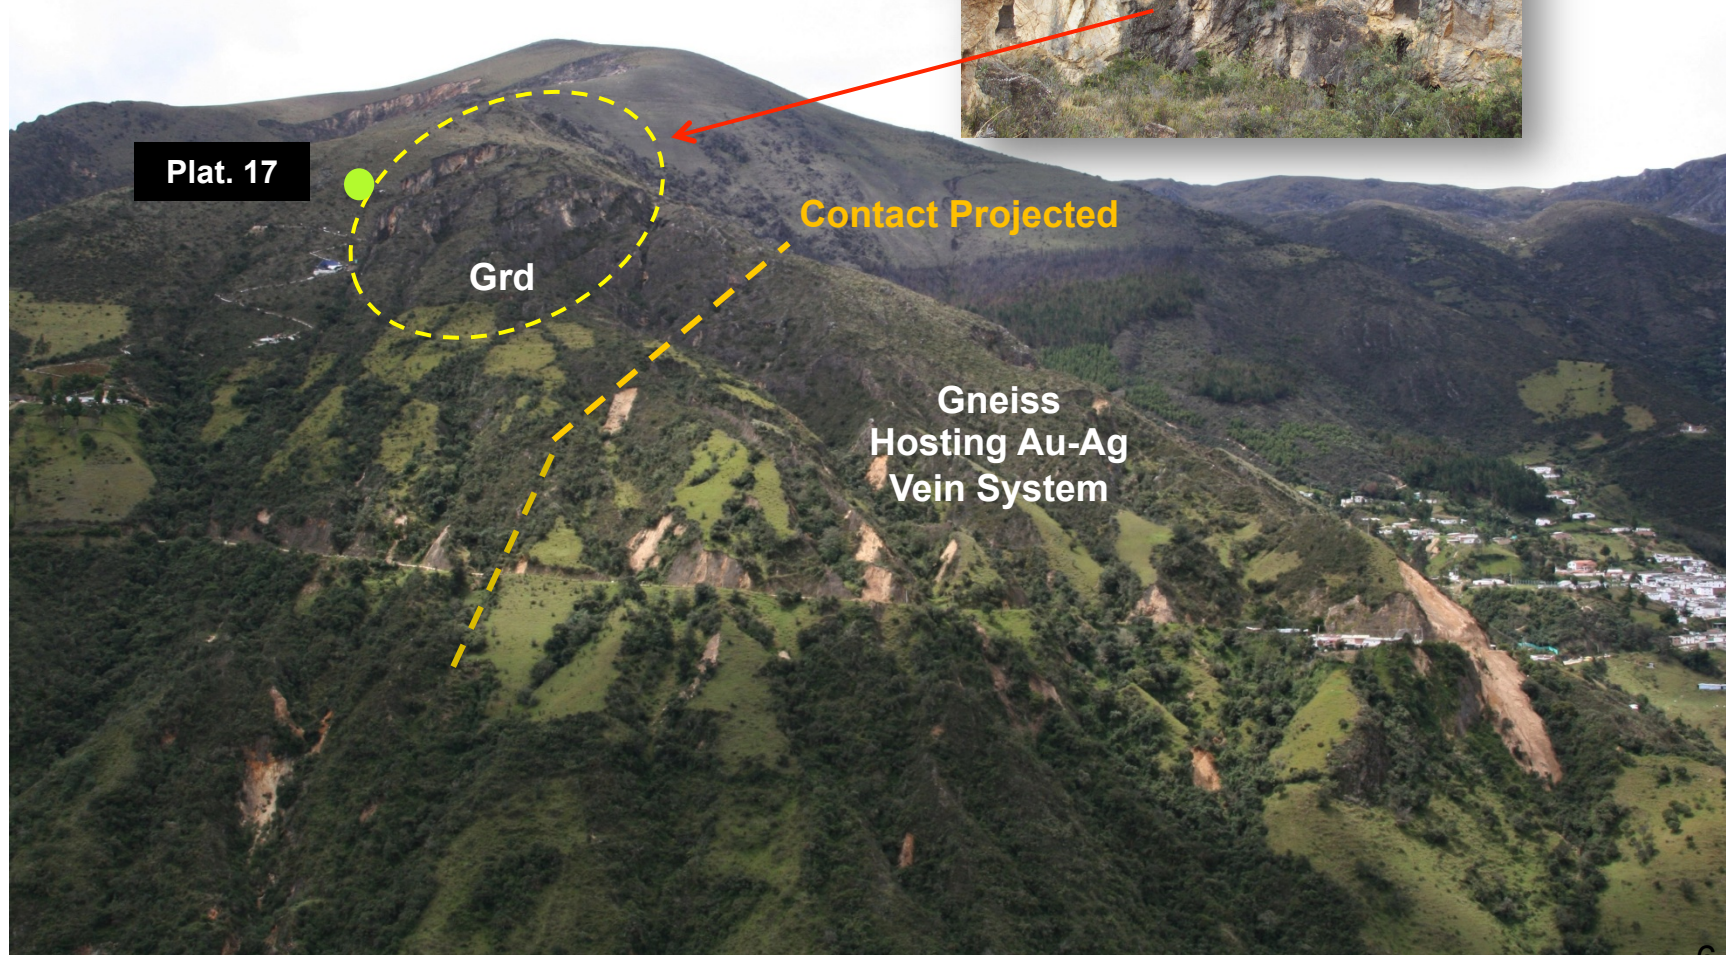 Plat. 17
Contact Projected
Grd
Gneiss
Hosting Au-Ag
Vein System